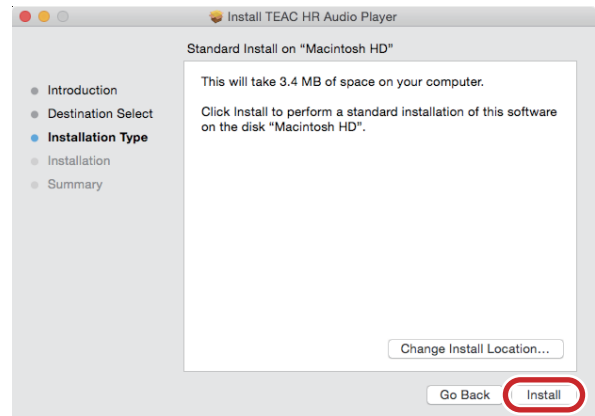 Install TEAC HR Audio Player
Standard Install on “Macintosh HD”
Introduction
Destination Select
Installation Type
Installation
Summary
This will take 3.4 MB of space on your computer.
Click Install to perform a standard installation of this software
on the disk “Macintosh HD”.
Change Install Location...
Go Back
Install